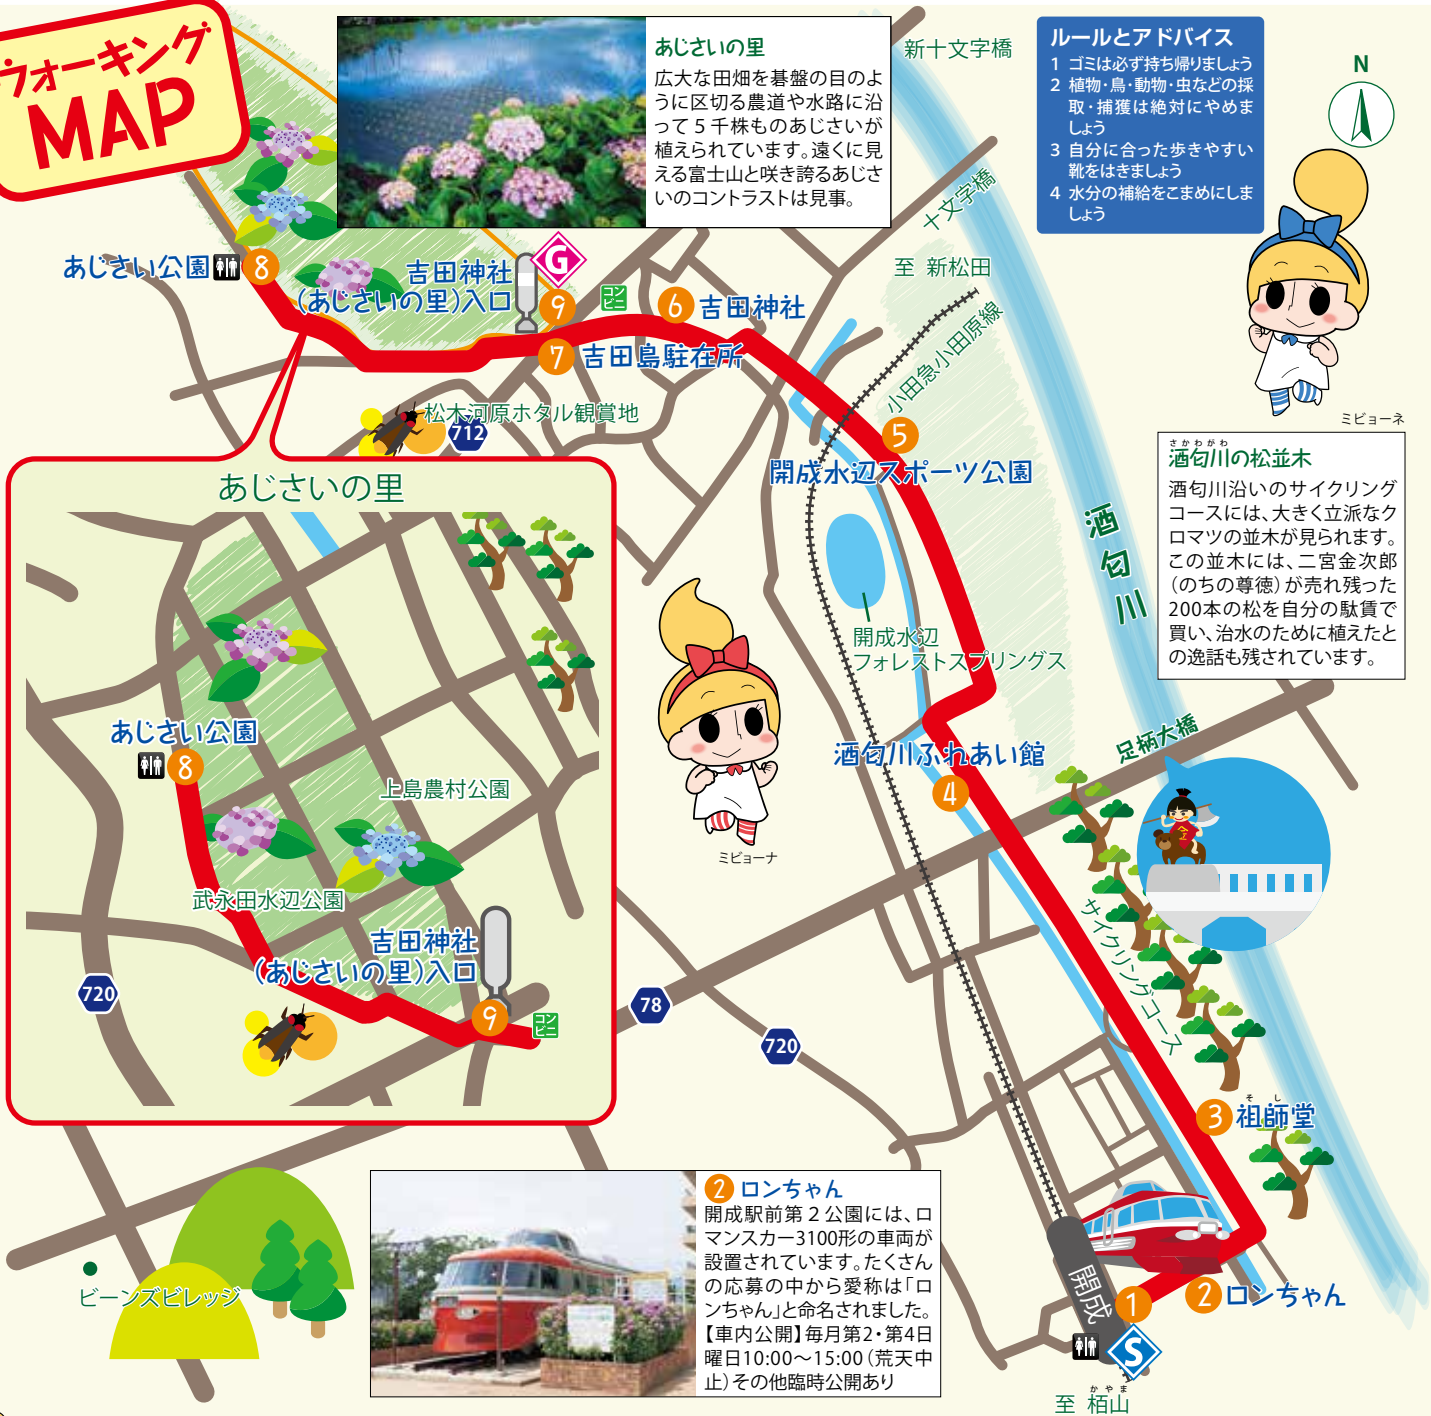 ウォーキング
MAP
あじさいの里
広大な田畑を碁盤の目のよ
うに区切る農道や水路に沿
って５千株ものあじさいが
植えられています。遠くに見
える富士山と咲き誇るあじさ
いのコントラストは見事。
新十文字橋
ルールとアドバイス
1 ゴミは必ず持ち帰りましょう
2 植物・鳥・動物・虫などの採
取・捕獲は絶対にやめま
しょう
3 自分に合った歩きやすい
靴をはきましょう
4 水分の補給をこまめにしま
しょう
N
ミビョーネ
十文字橋
至 新松田
小田急小田原線
あじさい公園
8
吉田神社
(あじさいの里)入口
G
9
コン
ビニ
6 吉田神社
7 吉田島駐在所
松木河原ホタル観賞地
712
5
開成水辺スポーツ公園
酒匂川
さかわがわ
酒匂川の松並木
酒匂川沿いのサイクリング
コースには、大きく立派なク
ロマツの並木が見られます。
この並木には、二宮金次郎
(のちの尊徳)が売れ残った
200本の松を自分の駄賃で
買い、治水のために植えたと
の逸話も残されています。
開成水辺
フォレストスプリングス
足柄大橋
酒匂川ふれあい館
4
ミビョーナ
金
サイクリングコース
あじさいの里
あじさい公園
8
上島農村公園
武永田水辺公園
吉田神社
(あじさいの里)入口
9
コン
ビニ
720
78
720
そし
3 祖師堂
ビーンズビレッジ
2 ロンちゃん
開成駅前第２公園には、ロ
マンスカー3100形の車両が
設置されています。たくさん
の応募の中から愛称は「ロ
ンちゃん」と命名されました。
【車内公開】毎月第2・第4日
曜日10:00～15:00（荒天中
止）その他臨時公開あり
開成
1
2 ロンちゃん
S
かやま
至 栢山